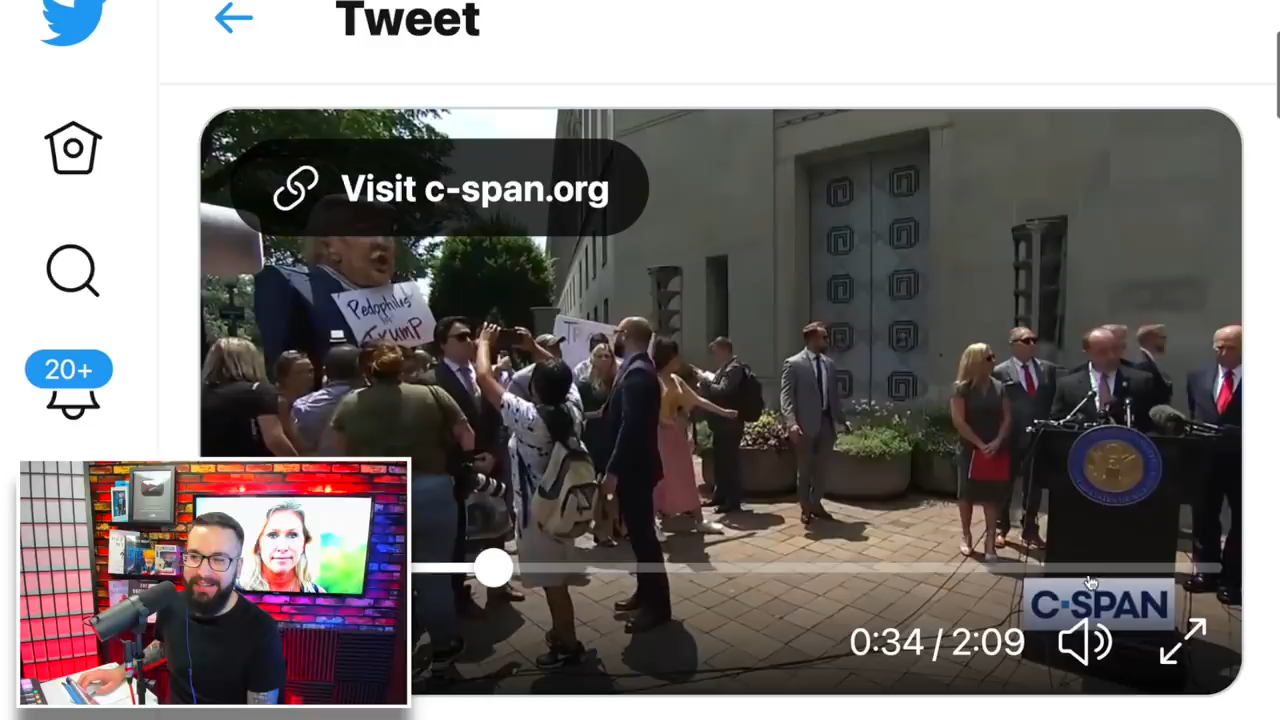 Tweet
Visit c-span.org
Pedophiles
Trump
20+
C-SPAN
0:34 / 2:09